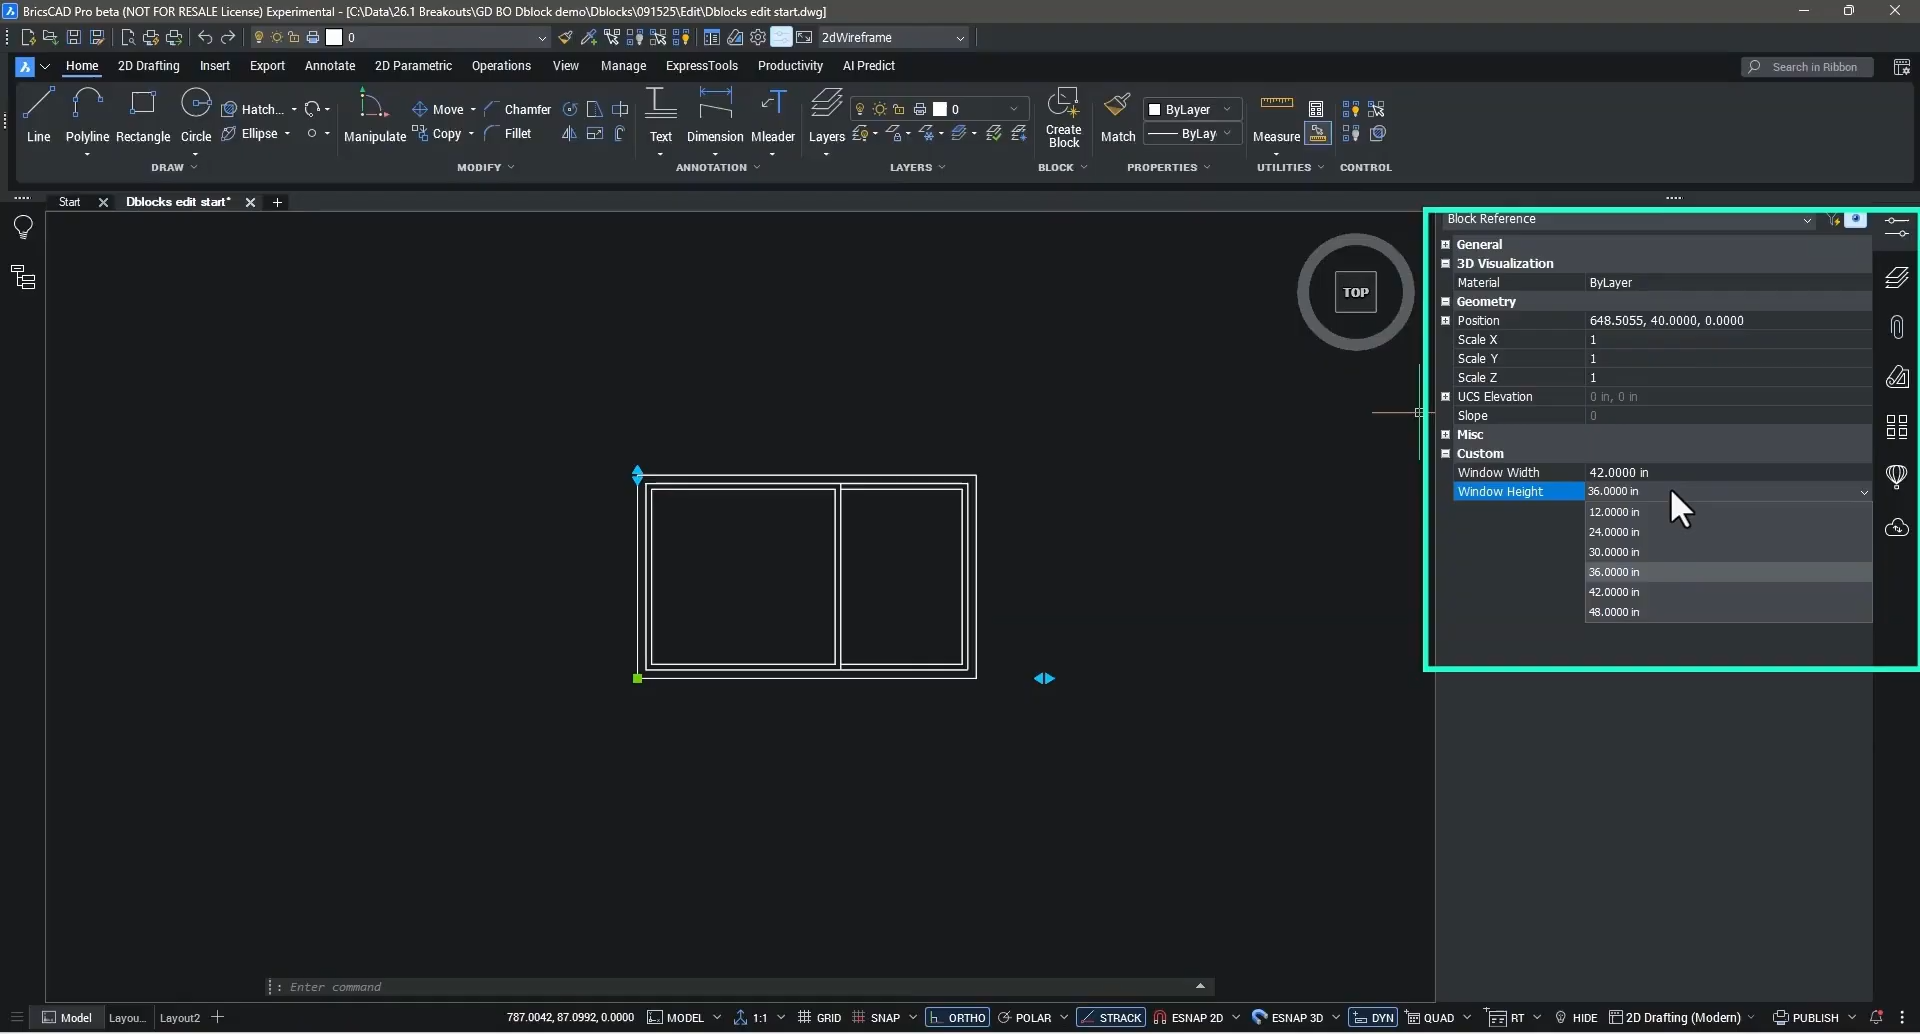 BricsCAD Pro beta (NOT FOR RESALE License) Experimental - [C:\Data\26.1 Breakouts\GD BO Dblock demo\Dblocks\091525\Edit\Dblocks edit start.dwg]
0
2dWireframe
Home
2D Drafting
Insert
Export
Annotate
2D Parametric
Operations
View
Manage
ExpressTools
Productivity
AI Predict
Search in Ribbon
Line
Polyline
Rectangle
Circle
Hatch...
Ellipse
DRAW
Manipulate
Move
Copy
Chamfer
Fillet
MODIFY
Text
Dimension
Mleader
ANNOTATION
Layers
0
LAYERS
Create
Block
BLOCK
Match
ByLayer
ByLay
PROPERTIES
Measure
UTILITIES
CONTROL
Start
Dblocks edit start*
TOP
Block Reference
General
3D Visualization
Material ByLayer
Geometry
Position 648.5055, 40.0000, 0.0000
Scale X 1
Scale Y 1
Scale Z 1
UCS Elevation 0 in, 0 in
Slope 0
Misc
Custom
Window Width 42.0000 in
Window Height 36.0000 in
12.0000 in
24.0000 in
30.0000 in
36.0000 in
42.0000 in
48.0000 in
: Enter command
Model
Layou...
Layout2
787.0042, 87.0992, 0.0000
MODEL
1:1
GRID
SNAP
ORTHO
POLAR
STRACK
ESNAP 2D
ESNAP 3D
DYN
QUAD
RT
HIDE
2D Drafting (Modern)
PUBLISH